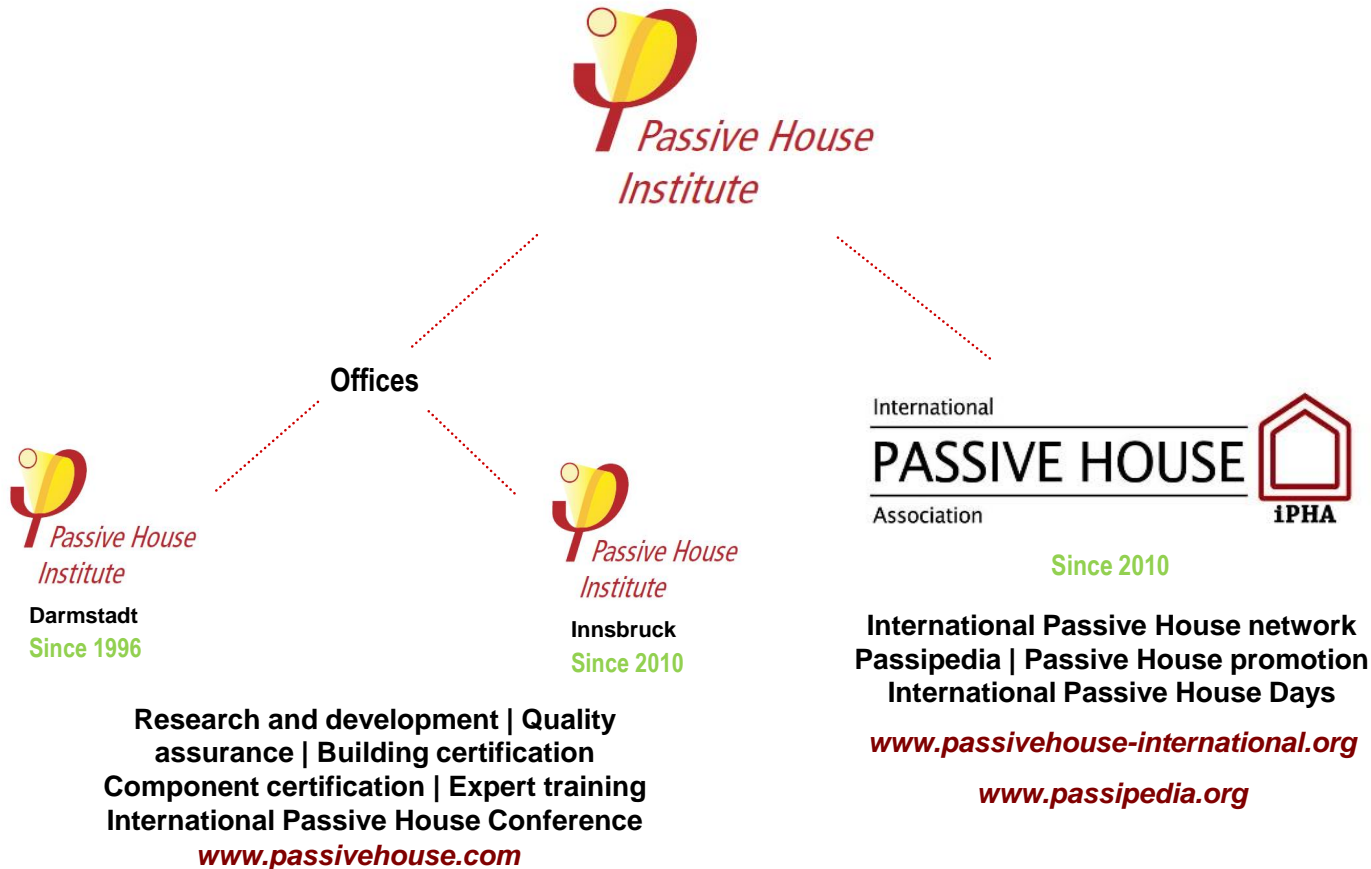 Passive House
Institute
Offices
Passive House
Institute
Darmstadt
Since 1996
Passive House
Institute
Innsbruck
Since 2010
Research and development | Quality
assurance | Building certification
Component certification | Expert training
International Passive House Conference
www.passivehouse.com
International
PASSIVE HOUSE
Association
iPHA
Since 2010
International Passive House network
Passipedia | Passive House promotion
International Passive House Days
www.passivehouse-international.org
www.passipedia.org